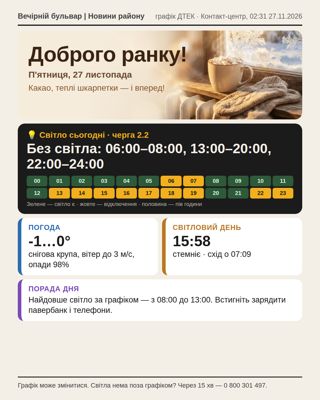 Вечірній бульвар | Новини району
графік ДТЕК · Контакт-центр, 02:31 27.11.2026
Доброго ранку!
П'ятниця, 27 листопада
Какао, теплі шкарпетки — і вперед!
💡 Світло сьогодні · черга 2.2
Без світла: 06:00–08:00, 13:00–20:00,
22:00–24:00
00 01 02 03 04 05 06 07 08 09 10 11
12 13 14 15 16 17 18 19 20 21 22 23
Зелене — світло є · жовте — відключення · половина — пів години
ПОГОДА
-1…0°
снігова крупа, вітер до 3 м/с,
опади 98%
СВІТЛОВИЙ ДЕНЬ
15:58
стемніє · схід о 07:09
ПОРАДА ДНЯ
Найдовше світло за графіком — з 08:00 до 13:00. Встигніть зарядити
павербанк і телефони.
Графік може змінитися. Світла нема поза графіком? Через 15 хв — 0 800 301 497.